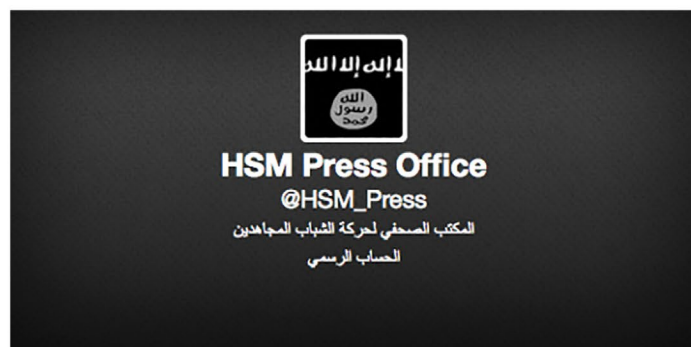 لا إله إلا الله
الله
رسول
محمد
HSM Press Office
@HSM_Press
المكتب الصحفي لحركة الشباب المجاهدين
الحساب الرسمي